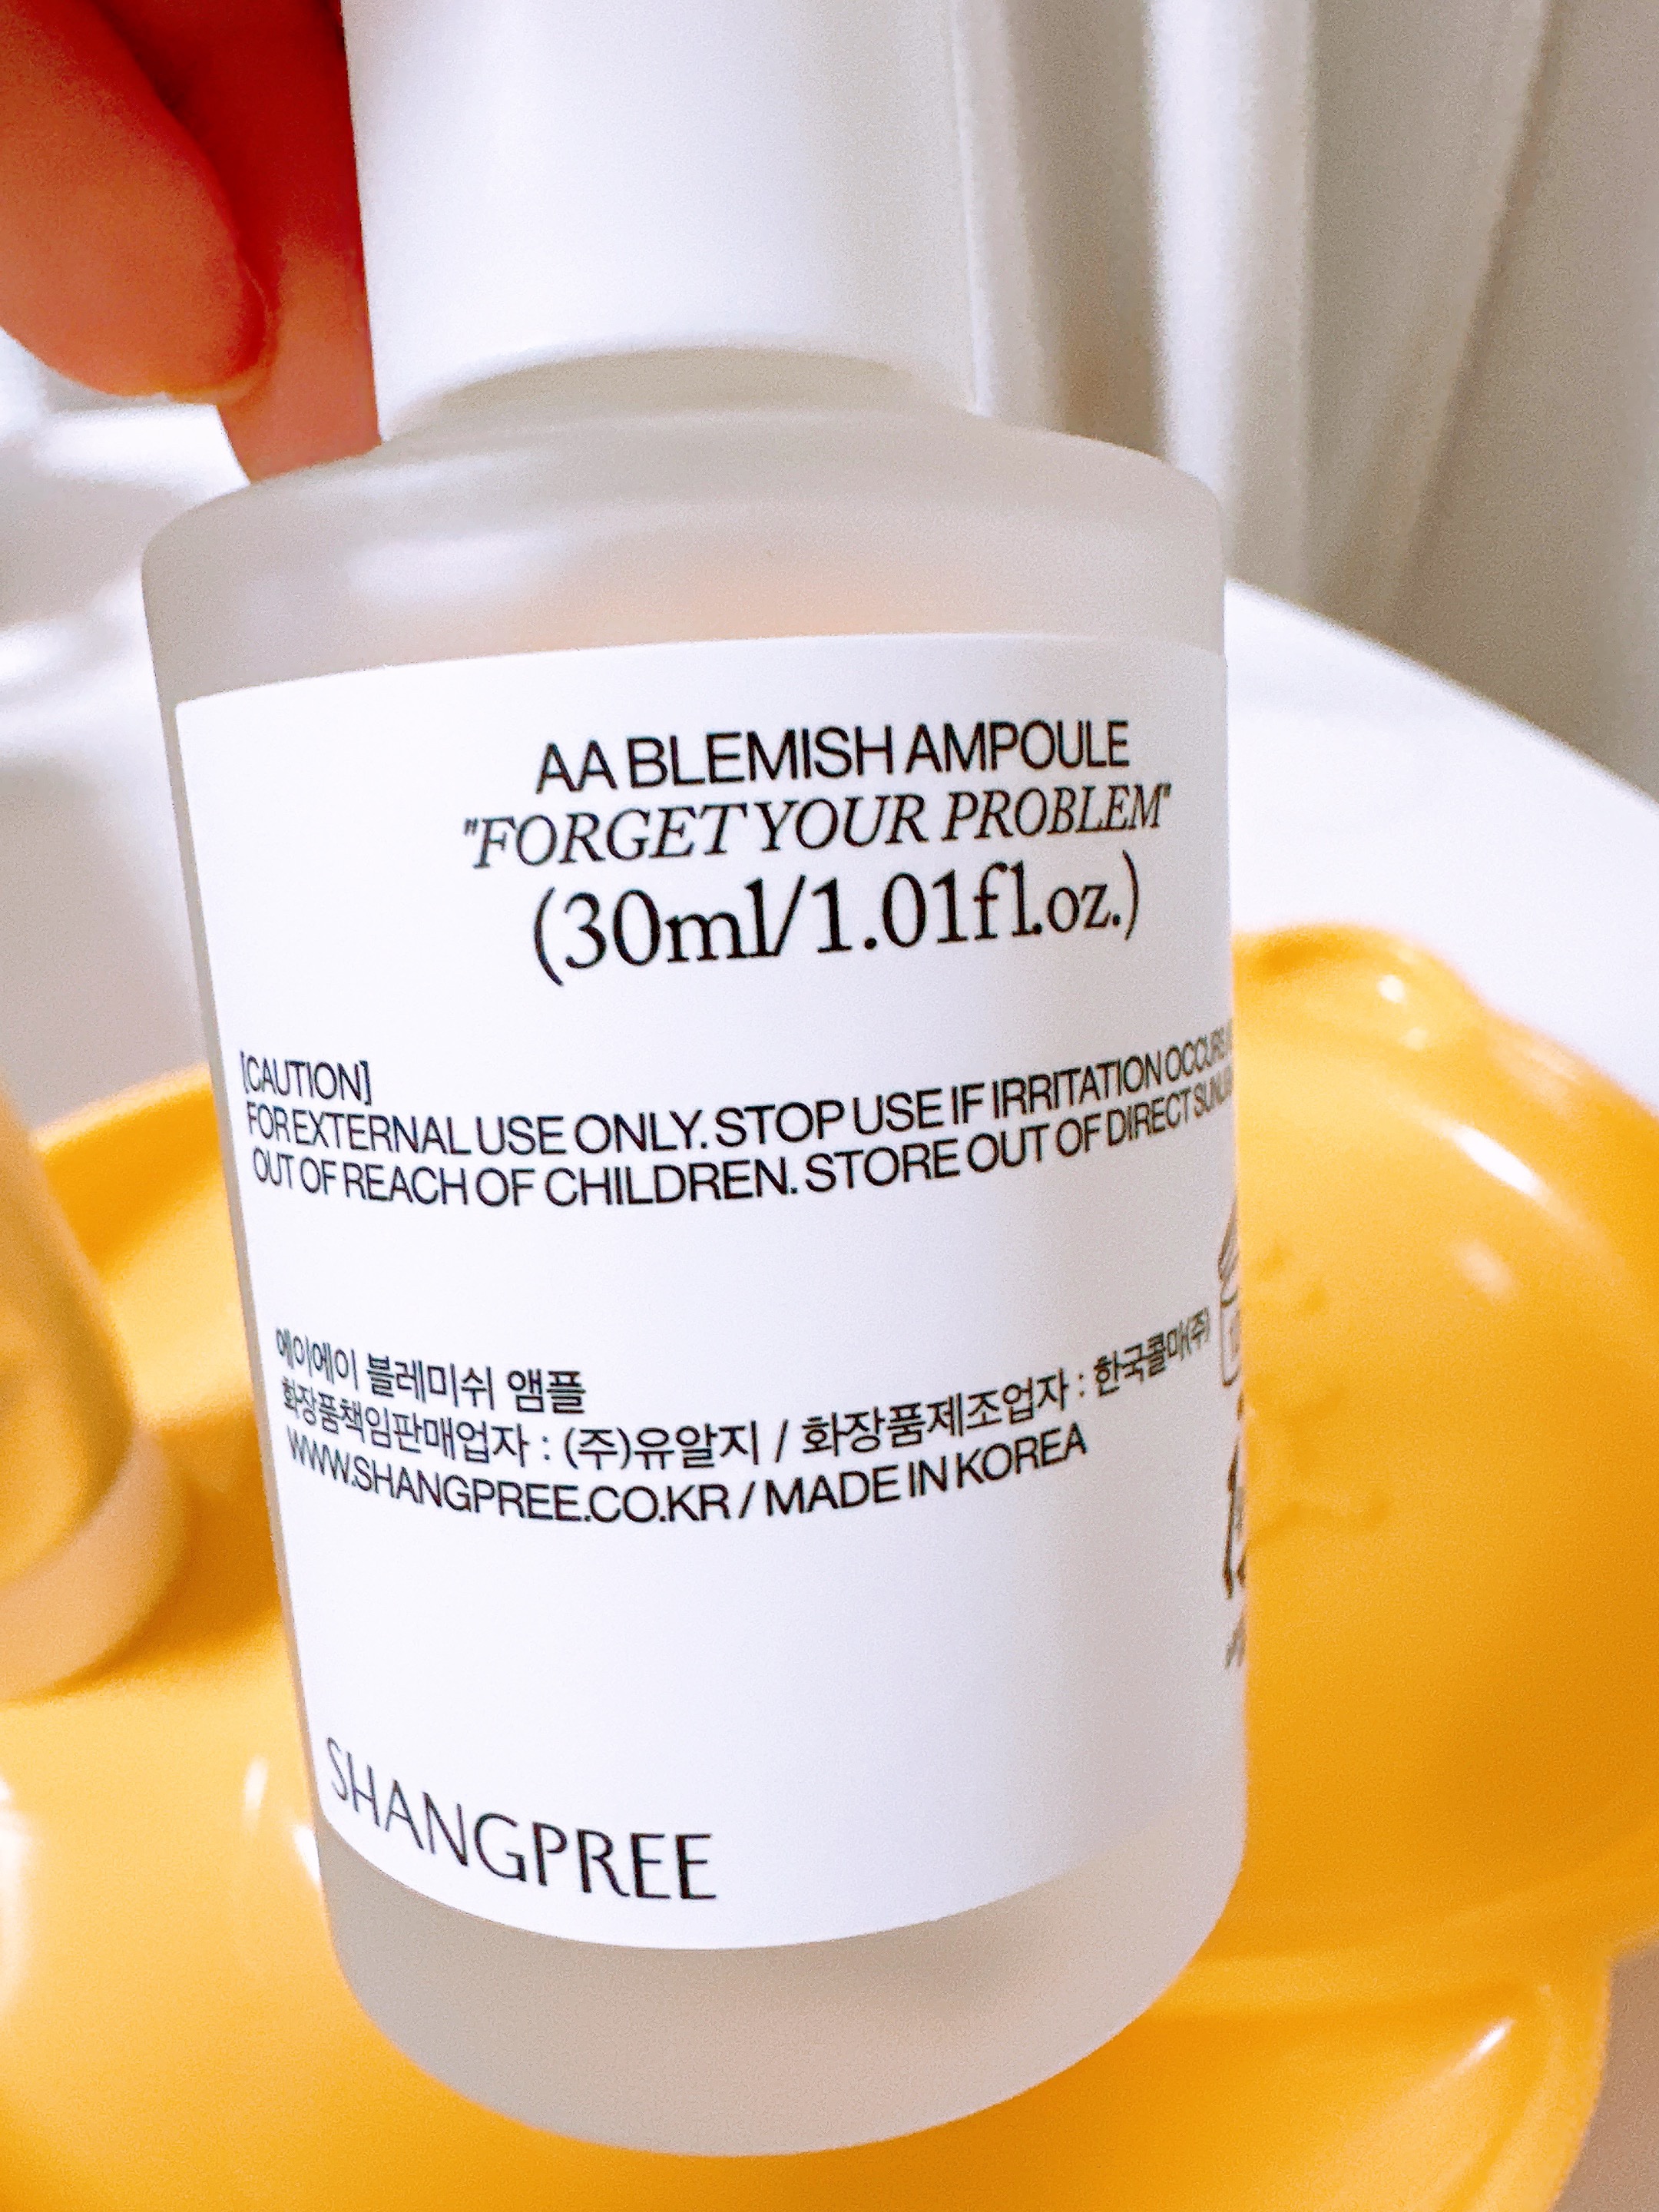 AA BLEMISH AMPOULE
"FORGET YOUR PROBLEM"
(30ml/1.01fl.oz.)
[CAUTION]
FOR EXTERNAL USE ONLY. STOP USE IF IRRITATION OCCURS.
OUT OF REACH OF CHILDREN. STORE OUT OF DIRECT
에이에이 블레미쉬 앰플
화장품책임판매업자 : (주)유알지 / 화장품제조업자 : 한국콜마(주)
WWW.SHANGPREE.CO.KR / MADE IN KOREA
SHANGPREE